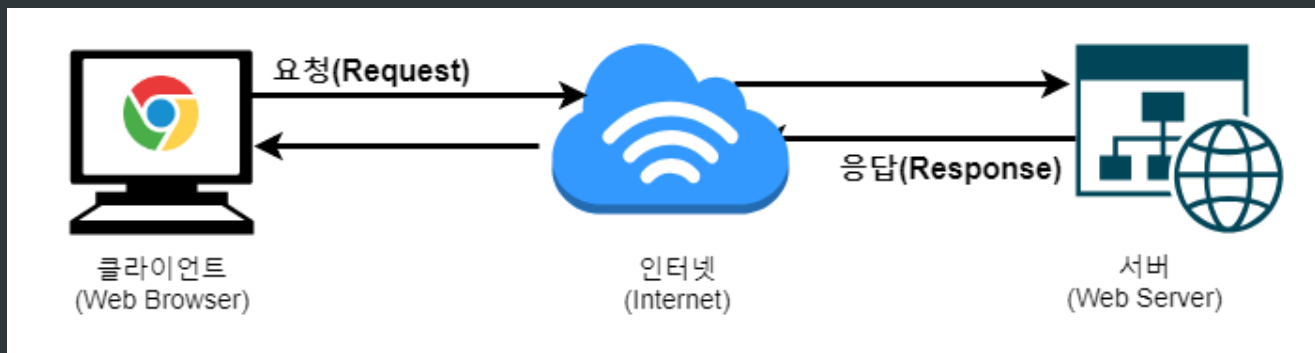 요청(Request)
응답(Response)
클라이언트
(Web Browser)
인터넷
(Internet)
서버
(Web Server)